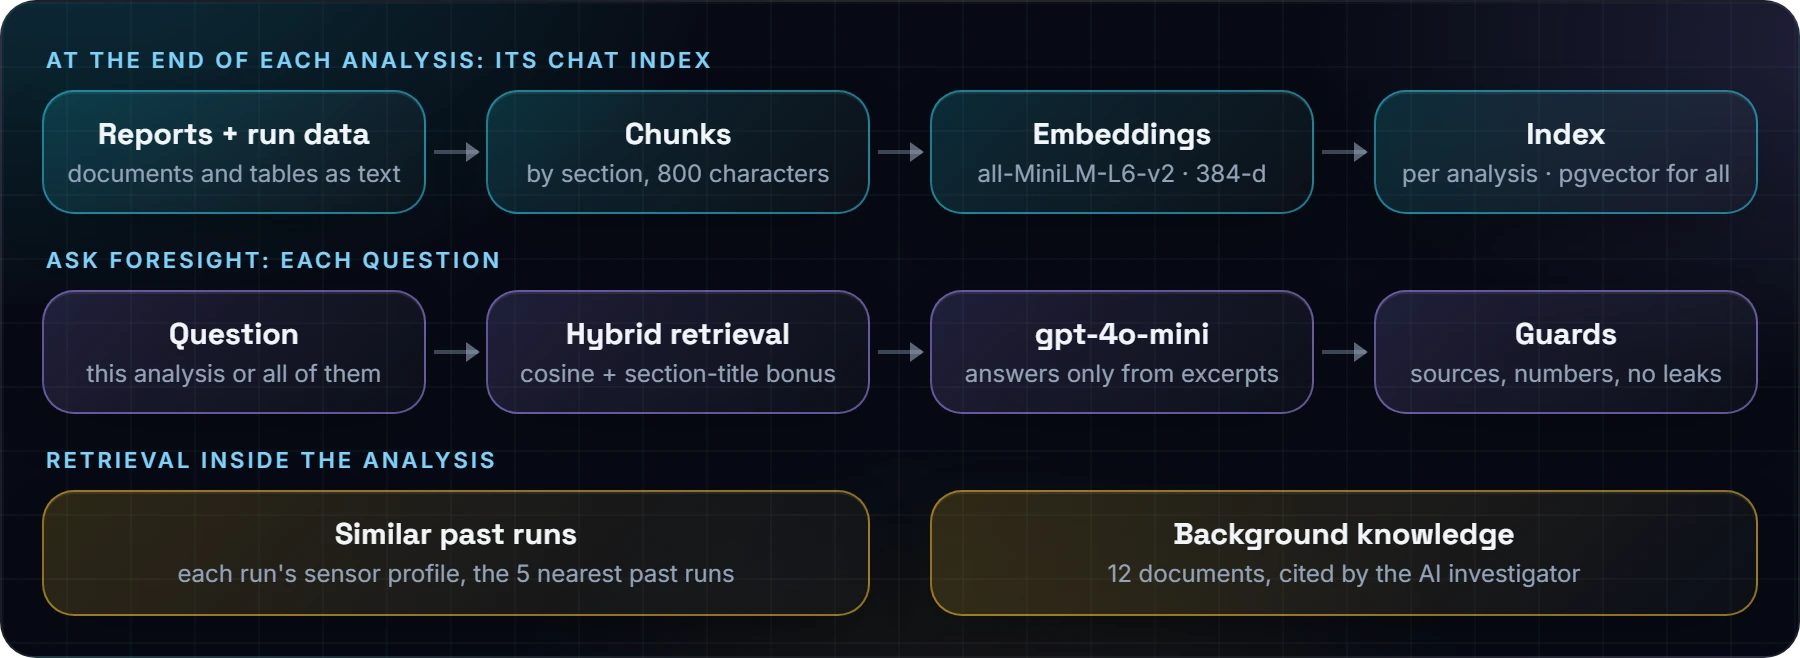 AT THE END OF EACH ANALYSIS: ITS CHAT INDEX
Reports + run data
documents and tables as text
Chunks
by section, 800 characters
Embeddings
all-MiniLM-L6-v2 · 384-d
Index
per analysis · pgvector for all
ASK FORESIGHT: EACH QUESTION
Question
this analysis or all of them
Hybrid retrieval
cosine + section-title bonus
gpt-4o-mini
answers only from excerpts
Guards
sources, numbers, no leaks
RETRIEVAL INSIDE THE ANALYSIS
Similar past runs
each run's sensor profile, the 5 nearest past runs
Background knowledge
12 documents, cited by the AI investigator